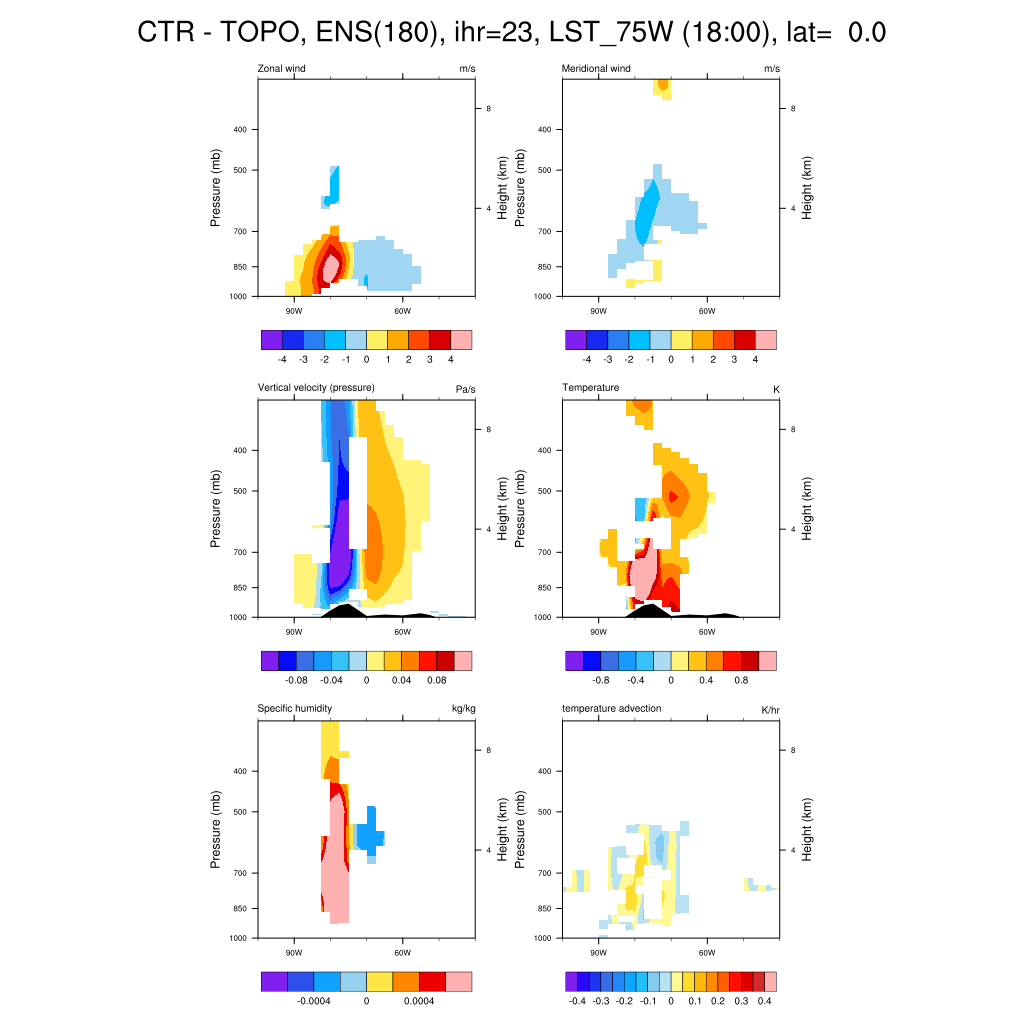 CTR - TOPO, ENS(180), ihr=23, LST_75W (18:00), lat=  0.0
Zonal wind m/s
Pressure (mb)
400
500
700
850
1000
8
4
Height (km)
90W 60W
-4 -3 -2 -1 0 1 2 3 4
Meridional wind m/s
Pressure (mb)
400
500
700
850
1000
8
4
Height (km)
90W 60W
-4 -3 -2 -1 0 1 2 3 4
Vertical velocity (pressure) Pa/s
Pressure (mb)
400
500
700
850
1000
8
4
Height (km)
90W 60W
-0.08 -0.04 0 0.04 0.08
Temperature K
Pressure (mb)
400
500
700
850
1000
8
4
Height (km)
90W 60W
-0.8 -0.4 0 0.4 0.8
Specific humidity kg/kg
Pressure (mb)
400
500
700
850
1000
8
4
Height (km)
90W 60W
-0.0004 0 0.0004
temperature advection K/hr
Pressure (mb)
400
500
700
850
1000
8
4
Height (km)
90W 60W
-0.4 -0.3 -0.2 -0.1 0 0.1 0.2 0.3 0.4